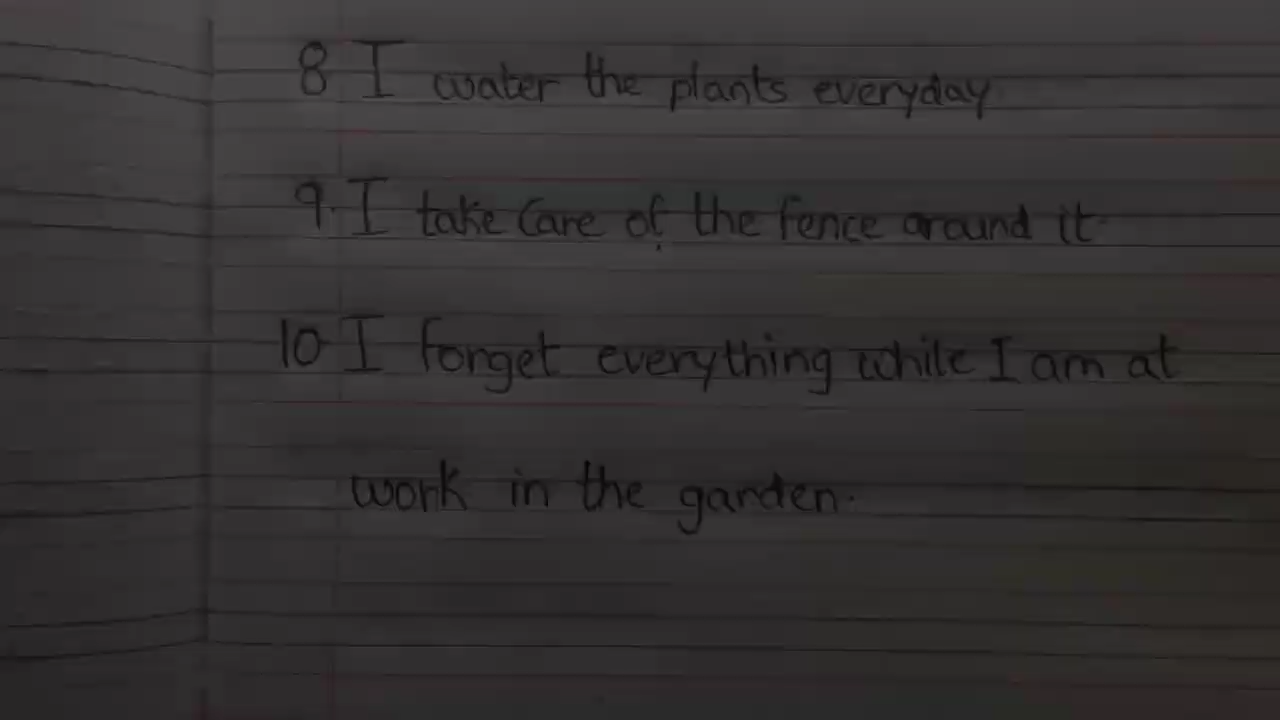 8 I water the plants everyday.
9. I take Care of the fence around it.
10 I forget everything while I am at
work in the garden.